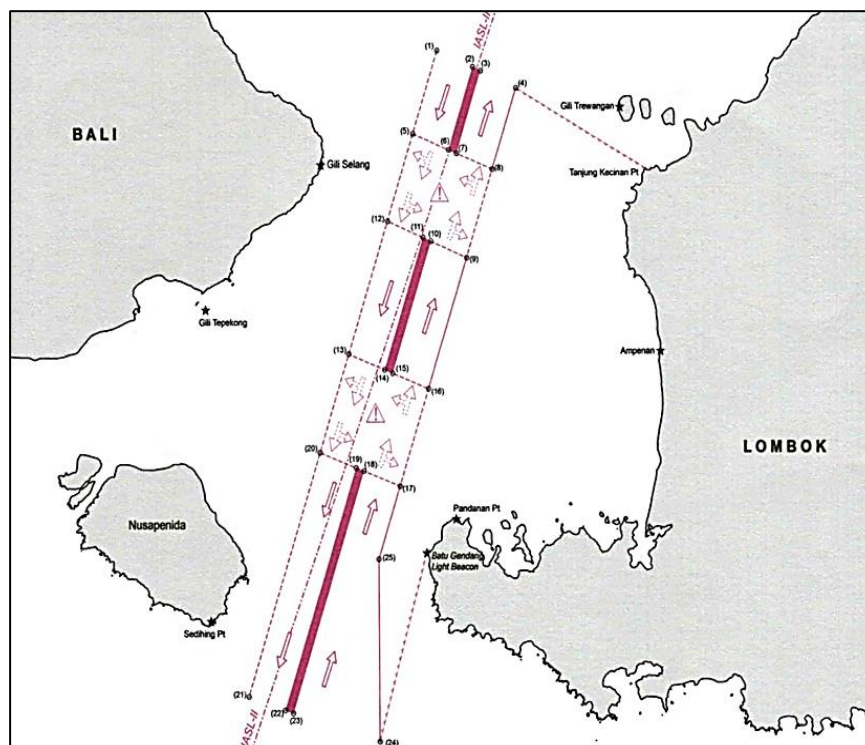 IASL-II
(1)
(2)
(3)
(4)
Gili Trewangan
BALI
(5)
(6)
(7)
(8)
Gili Selang
Tanjung Kecinan Pt
(12)
(11)
(10)
(9)
Gili Tepekong
(13)
(14)
(15)
(16)
Ampenan
LOMBOK
(20)
(19)
(18)
(17)
Nusapenida
Pandanan Pt
(25)
Batu Gendang
Light Beacon
Sedihing Pt
(21)
(22)
(23)
(24)
IASL-II